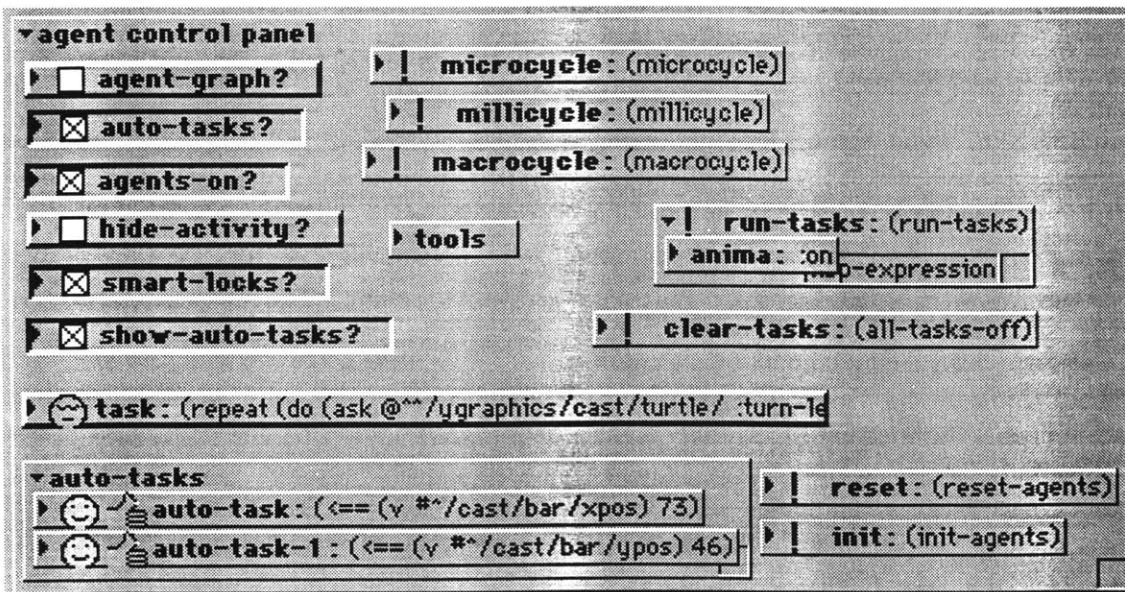 agent control panel
agent-graph?
microcycle: (microcycle)
auto-tasks?
millicycle: (millicycle)
agents-on?
macrocycle: (macrocycle)
hide-activity?
tools
! run-tasks: (run-tasks)
anima: :on
-expression
smart-locks?
show-auto-tasks?
! clear-tasks: (all-tasks-off)
task: (repeat (do (ask @^^/ygraphics/cast/turtle/ :turn-le
auto-tasks
auto-task: (<== (v #^/cast/bar/xpos) 73)
! reset: (reset-agents)
auto-task-1: (<== (v #^/cast/bar/ypos) 46)
! init: (init-agents)